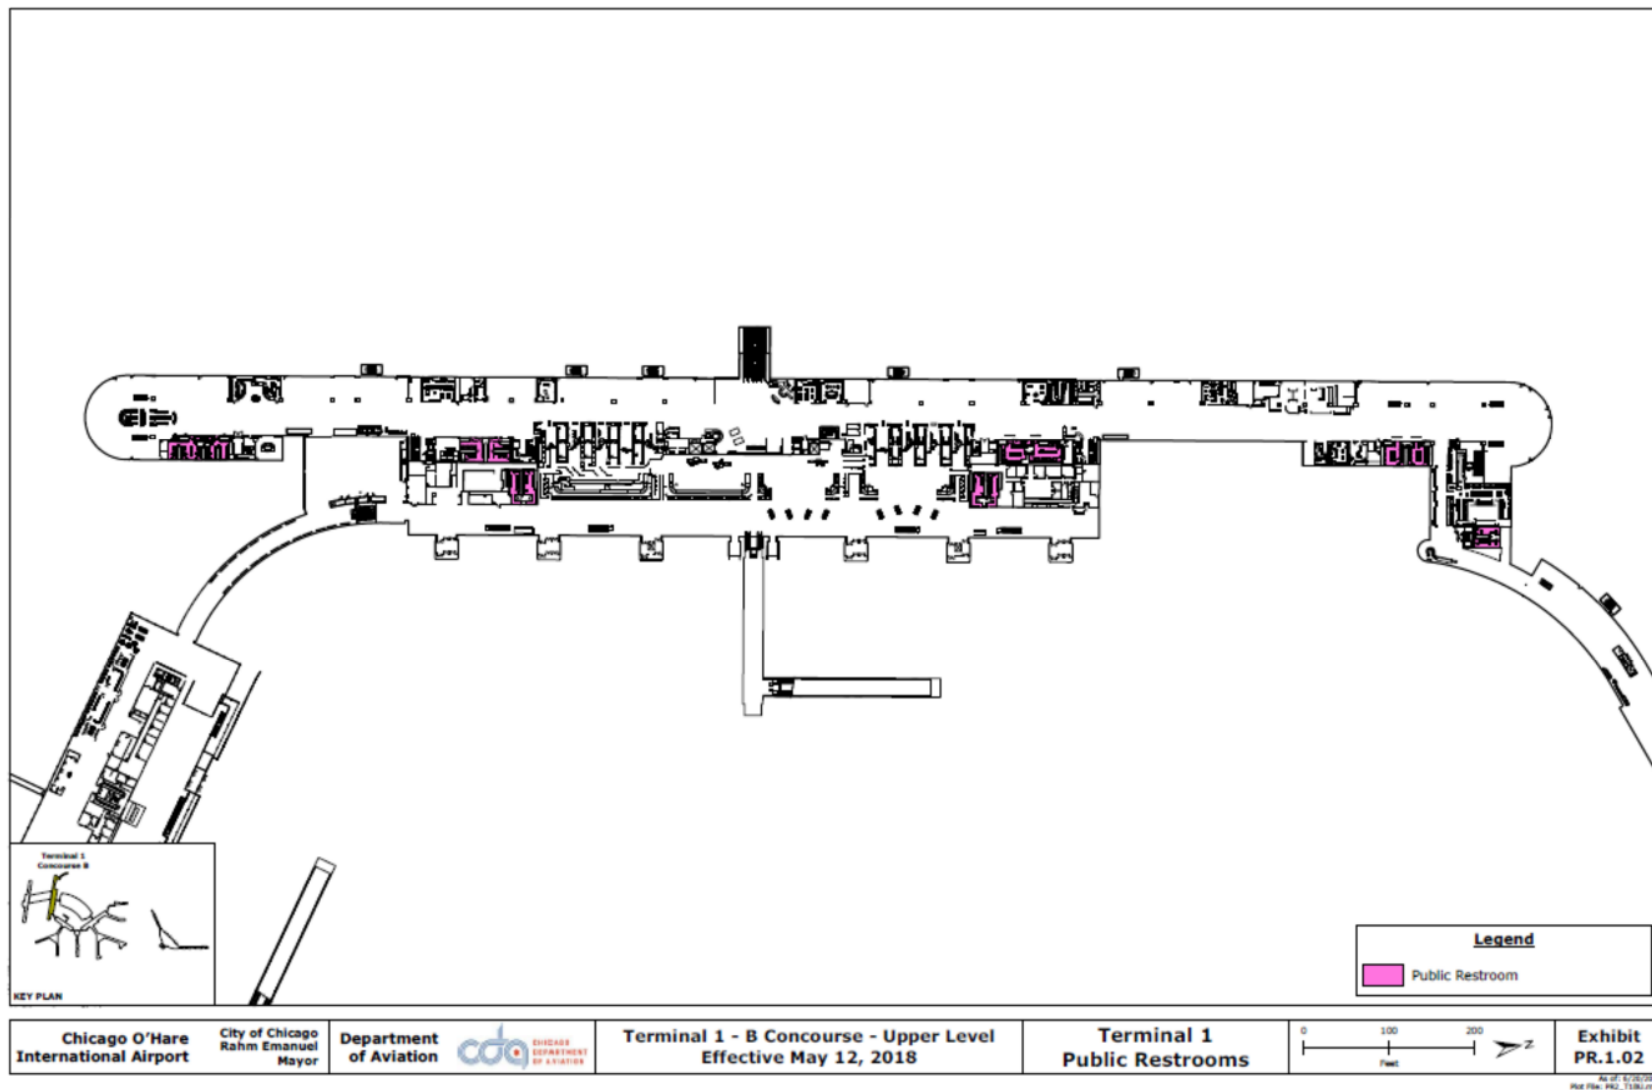 Terminal 1
Concourse B
KEY PLAN
Legend
Public Restroom
Chicago O'Hare
International Airport
City of Chicago
Rahm Emanuel
Mayor
Department
of Aviation
cda
CHICAGO
DEPARTMENT
OF AVIATION
Terminal 1 - B Concourse - Upper Level
Effective May 12, 2018
Terminal 1
Public Restrooms
0 100 200
Feet
Z
Exhibit
PR.1.02